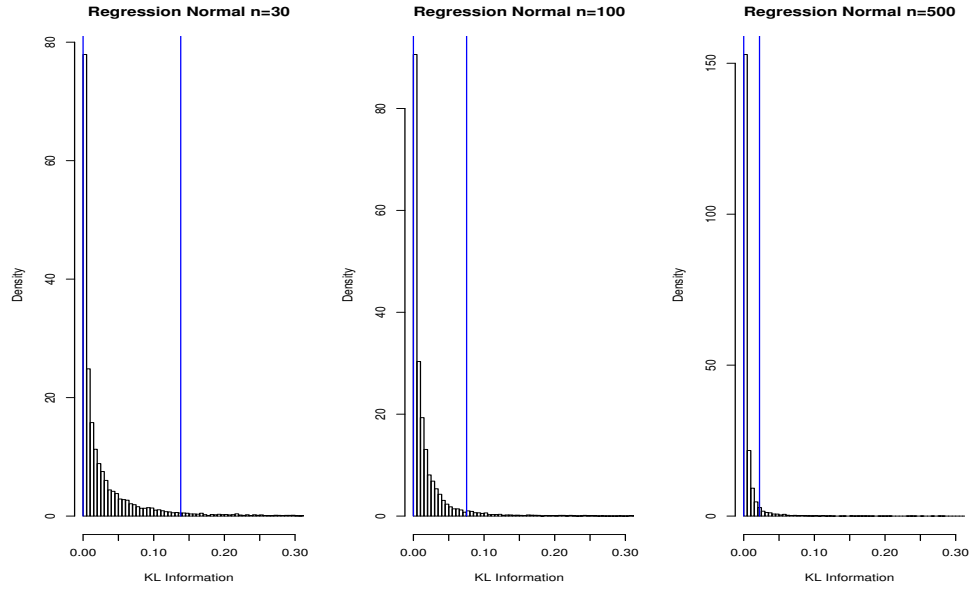 Regression Normal n=30
Density
0
20
40
60
80
0.00
0.10
0.20
0.30
KL Information
Regression Normal n=100
Density
0
20
40
60
80
0.00
0.10
0.20
0.30
KL Information
Regression Normal n=500
Density
0
50
100
150
0.00
0.10
0.20
0.30
KL Information